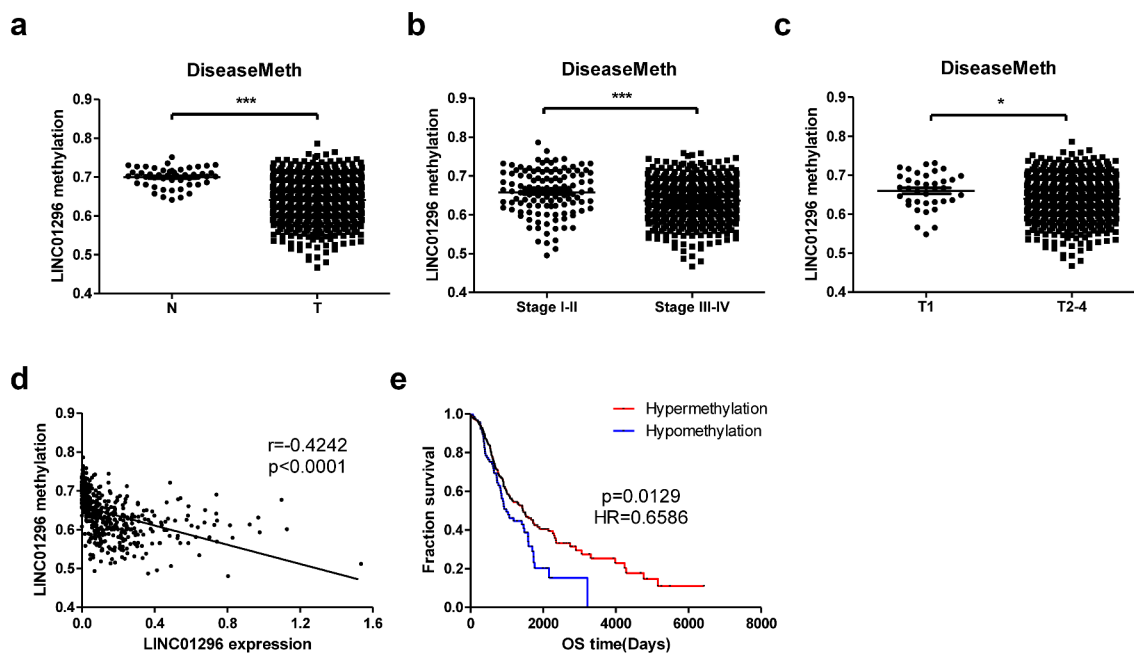 a
DiseaseMeth
***
LINC01296 methylation
0.9
0.8
0.7
0.6
0.5
0.4
N
T
b
DiseaseMeth
***
LINC01296 methylation
0.9
0.8
0.7
0.6
0.5
0.4
Stage I-II
Stage III-IV
c
DiseaseMeth
*
LINC01296 methylation
0.9
0.8
0.7
0.6
0.5
0.4
T1
T2-4
d
LINC01296 methylation
0.9
0.8
0.7
0.6
0.5
0.4
r=-0.4242
p<0.0001
0.0
0.4
0.8
1.2
1.6
LINC01296 expression
e
Fraction survival
1.0
0.8
0.6
0.4
0.2
0.0
Hypermethylation
Hypomethylation
p=0.0129
HR=0.6586
0
2000
4000
6000
8000
OS time(Days)